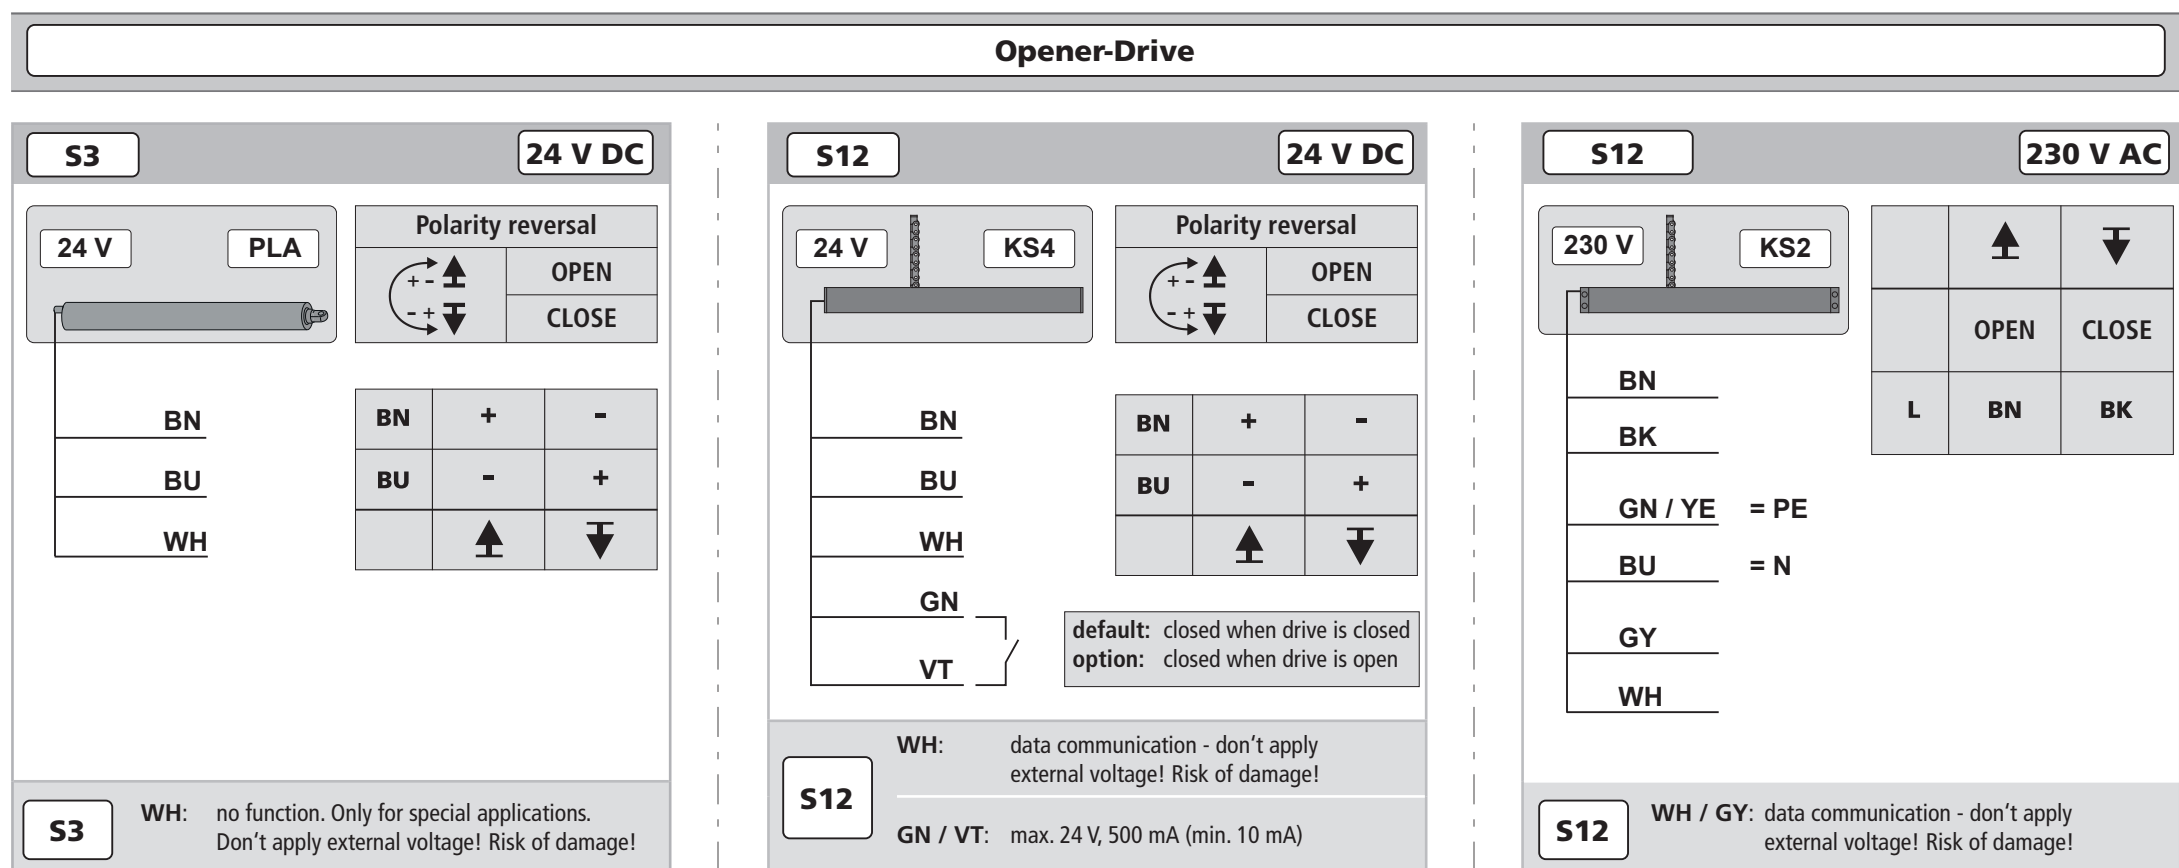 Opener-Drive
S3 24 V DC
24 V PLA
Polarity reversal
+ - OPEN
- + CLOSE
BN
BU
WH
BN + -
BU - +
S3
WH: no function. Only for special applications.
Don't apply external voltage! Risk of damage!
S12 24 V DC
24 V KS4
Polarity reversal
+ - OPEN
- + CLOSE
BN
BU
WH
GN
VT
BN + -
BU - +
default: closed when drive is closed
option: closed when drive is open
S12
WH: data communication - don't apply
external voltage! Risk of damage!
GN / VT: max. 24 V, 500 mA (min. 10 mA)
S12 230 V AC
230 V KS2
OPEN CLOSE
L BN BK
BN
BK
GN / YE = PE
BU = N
GY
WH
S12
WH / GY: data communication - don't apply
external voltage! Risk of damage!